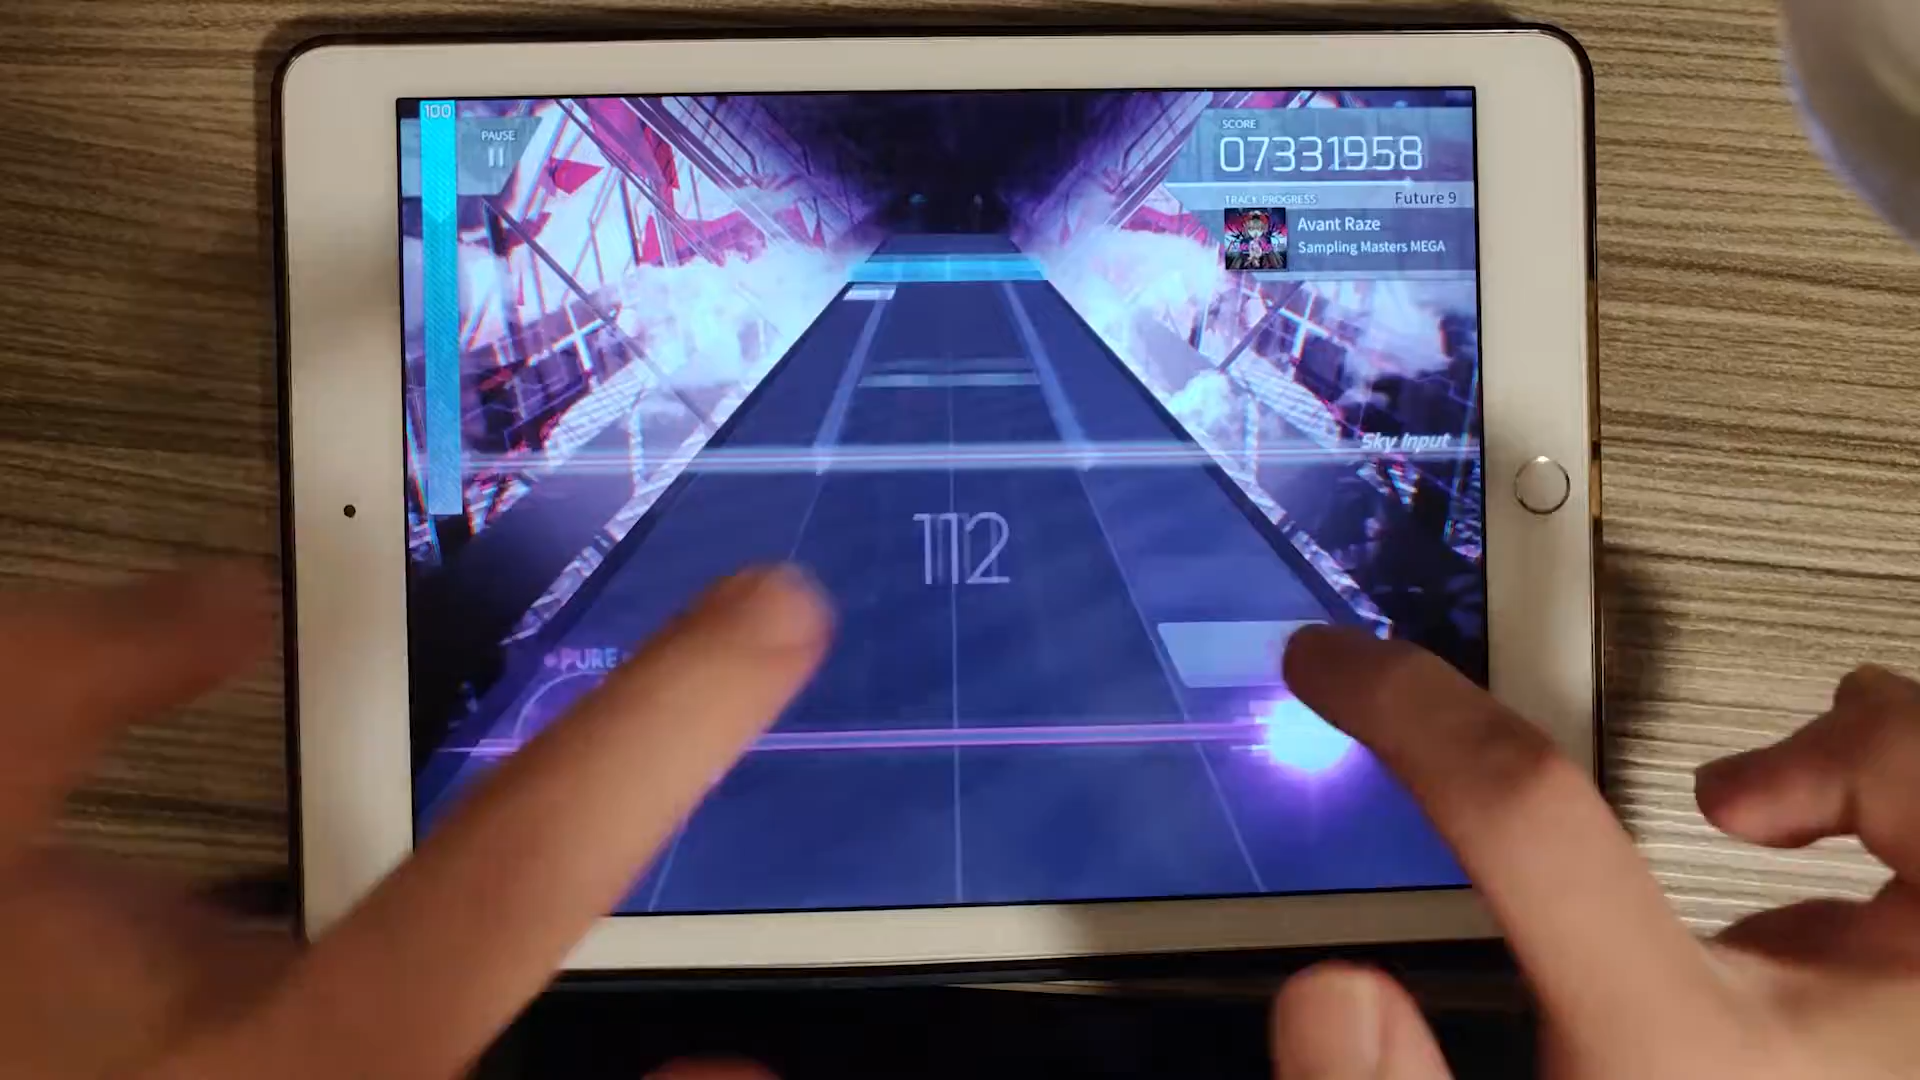 100
PAUSE
SCORE
07331958
TRACK PROGRESS
Future 9
Avant Raze
Sampling Masters MEGA
Sky Input
112
PURE